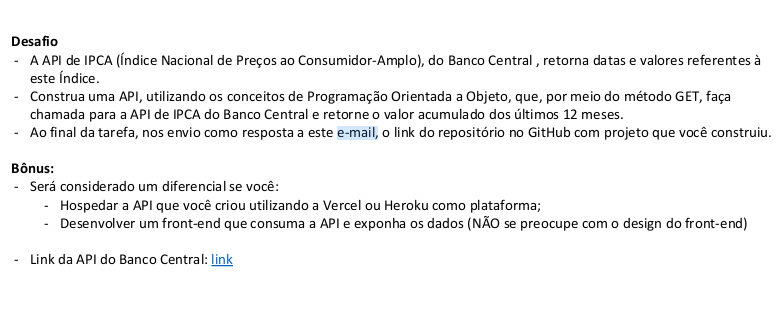 Desafio
- A API de IPCA (Índice Nacional de Preços ao Consumidor-Amplo), do Banco Central , retorna datas e valores referentes à
este Índice.
- Construa uma API, utilizando os conceitos de Programação Orientada a Objeto, que, por meio do método GET, faça
chamada para a API de IPCA do Banco Central e retorne o valor acumulado dos últimos 12 meses.
- Ao final da tarefa, nos envio como resposta a este e-mail, o link do repositório no GitHub com projeto que você construiu.
Bônus:
- Será considerado um diferencial se você:
- Hospedar a API que você criou utilizando a Vercel ou Heroku como plataforma;
- Desenvolver um front-end que consuma a API e exponha os dados (NÃO se preocupe com o design do front-end)
- Link da API do Banco Central: link